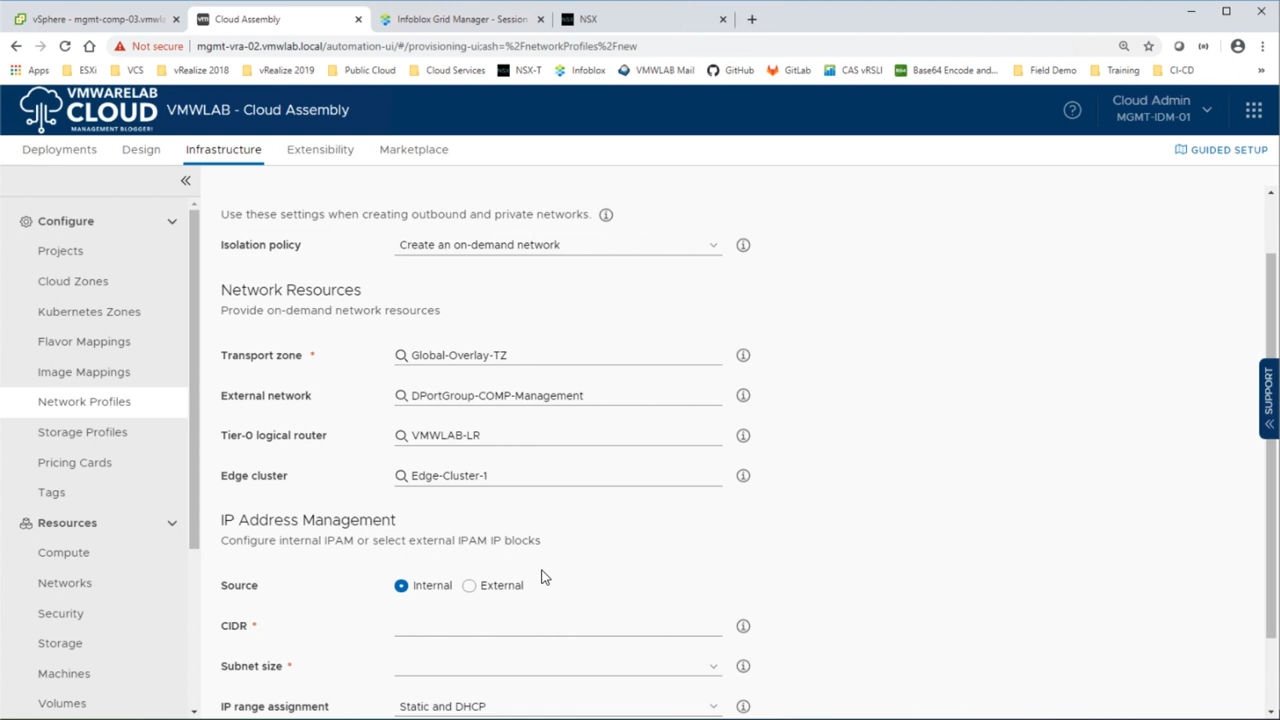 vSphere - mgmt-comp-03.vmwla
Cloud Assembly
Infoblox Grid Manager - Session
NSX
Not secure
mgmt-vra-02.vmwlab.local/automation-ui/#/provisioning-ui;ash=%2FnetworkProfiles%2Fnew
Apps
ESXi
VCS
vRealize 2018
vRealize 2019
Public Cloud
Cloud Services
NSX-T
Infoblox
VMWLAB Mail
GitHub
GitLab
CAS vRSLI
Base64 Encode and...
Field Demo
Training
CI-CD
»
VMWARELAB
CLOUD
MANAGEMENT BLOGGER!
VMWLAB - Cloud Assembly
Cloud Admin
MGMT-IDM-01
Deployments
Design
Infrastructure
Extensibility
Marketplace
GUIDED SETUP
Configure
Projects
Cloud Zones
Kubernetes Zones
Flavor Mappings
Image Mappings
Network Profiles
Storage Profiles
Pricing Cards
Tags
Resources
Compute
Networks
Security
Storage
Machines
Volumes
Use these settings when creating outbound and private networks.
Isolation policy
Create an on-demand network
Network Resources
Provide on-demand network resources
Transport zone *
Global-Overlay-TZ
External network
DPortGroup-COMP-Management
Tier-0 logical router
VMWLAB-LR
Edge cluster
Edge-Cluster-1
IP Address Management
Configure internal IPAM or select external IPAM IP blocks
Source
Internal
External
CIDR *
Subnet size *
IP range assignment
Static and DHCP
SUPPORT